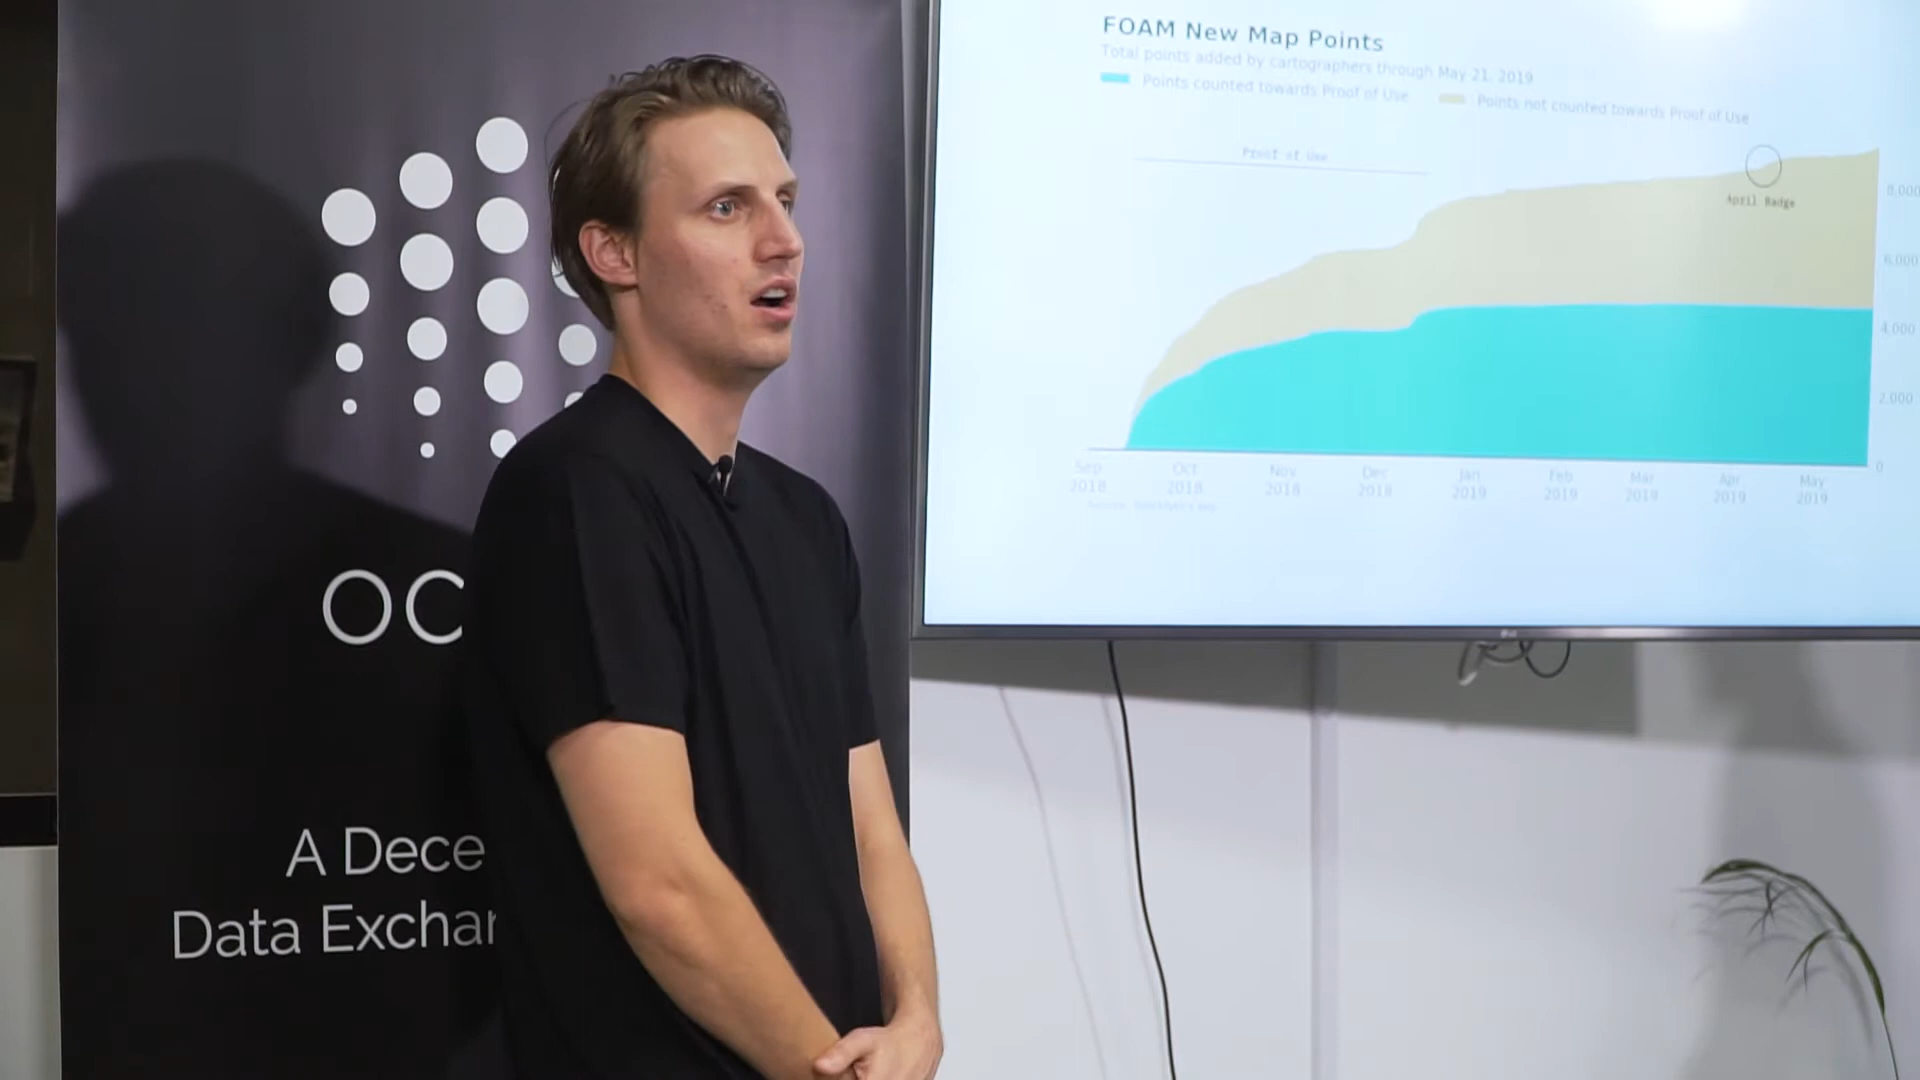 OC
A Dece
Data Exchan
FOAM New Map Points
Total points added by cartographers through May 21, 2019
Points counted towards Proof of Use
Points not counted towards Proof of Use
Proof of Use
April Badge
8,000
6,000
4,000
2,000
0
Sep 2018
Oct 2018
Nov 2018
Dec 2018
Jan 2019
Feb 2019
Mar 2019
Apr 2019
May 2019
LG